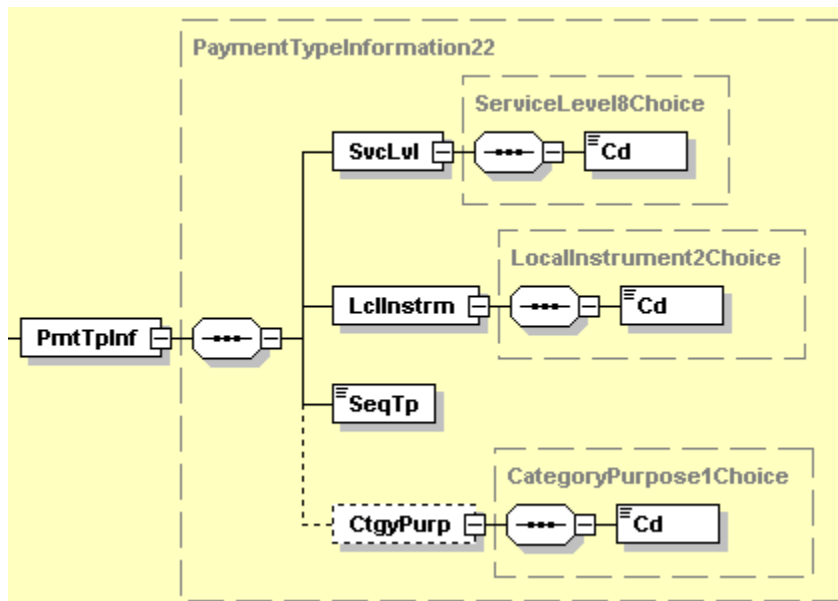 PaymentTypeInformation22
ServiceLevel8Choice
SvcLvl
Cd
LocalInstrument2Choice
LclInstrm
Cd
PmtTpInf
SeqTp
CategoryPurpose1Choice
CtgyPurp
Cd